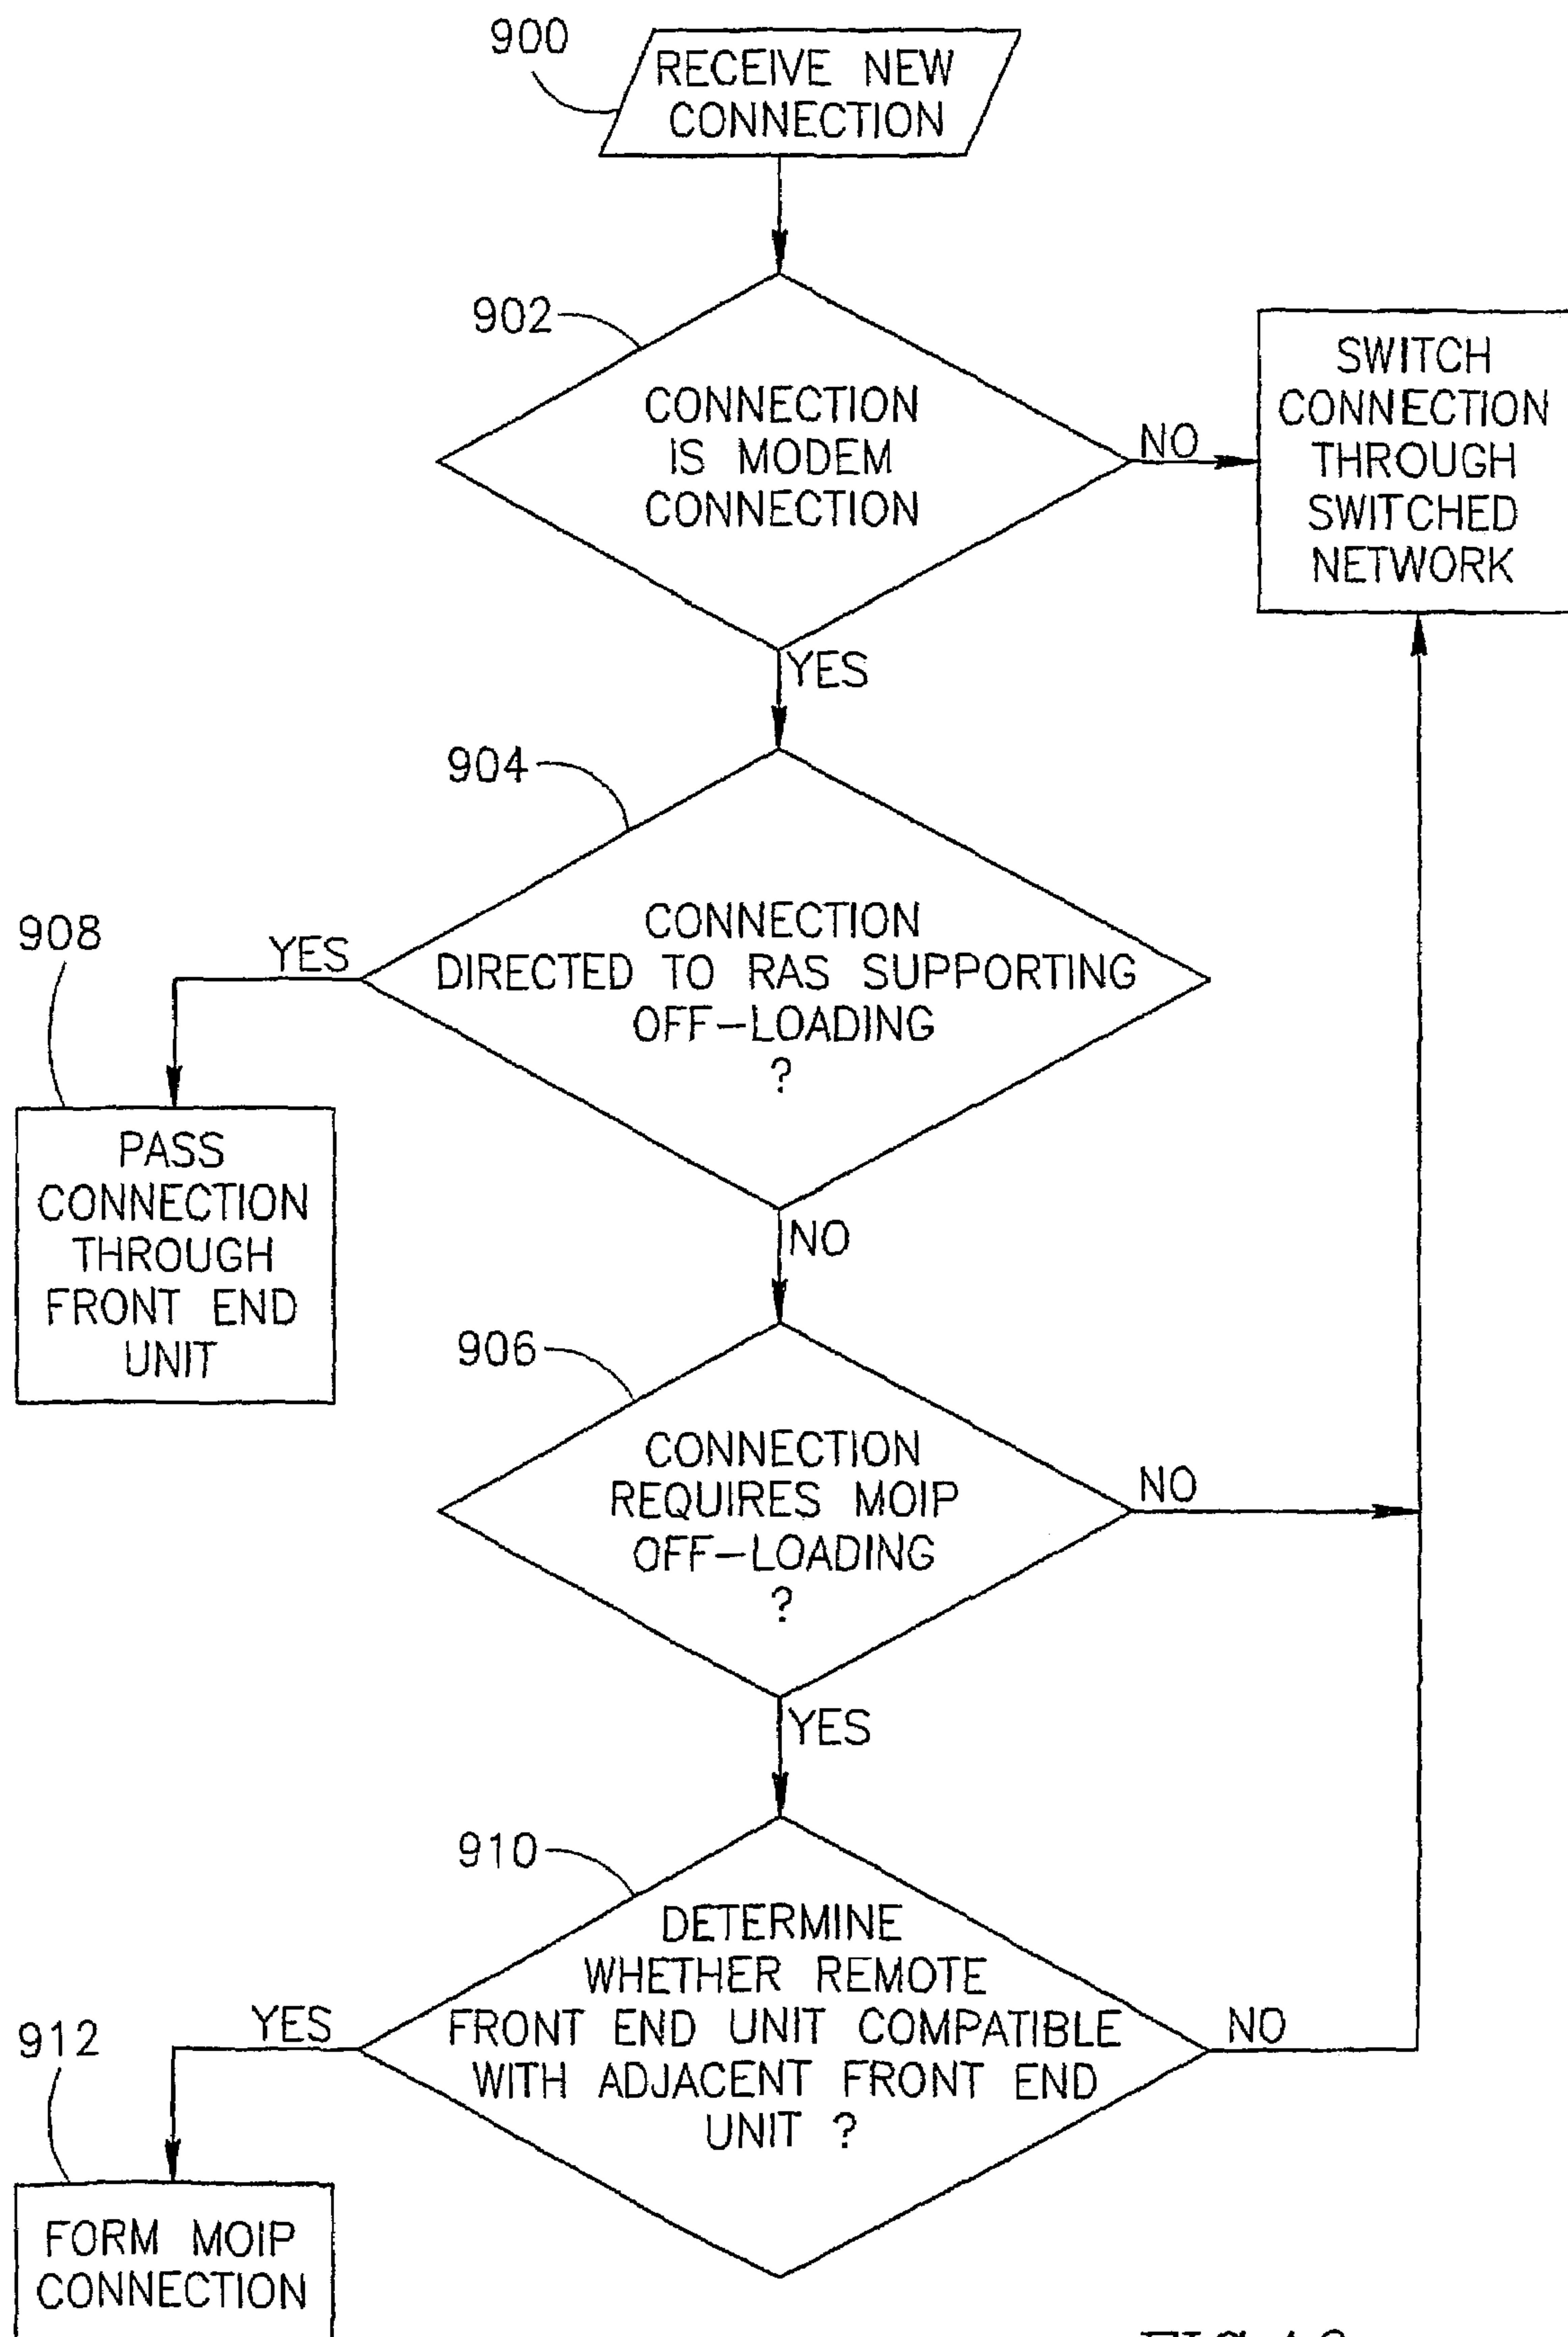 900
RECEIVE NEW
CONNECTION
902
CONNECTION
IS MODEM
CONNECTION
NO
SWITCH
CONNECTION
THROUGH
SWITCHED
NETWORK
YES
904
CONNECTION
DIRECTED TO RAS SUPPORTING
OFF-LOADING
?
YES
908
PASS
CONNECTION
THROUGH
FRONT END
UNIT
NO
906
CONNECTION
REQUIRES MOIP
OFF-LOADING
?
NO
YES
910
DETERMINE
WHETHER REMOTE
FRONT END UNIT COMPATIBLE
WITH ADJACENT FRONT END
UNIT ?
YES
NO
912
FORM MOIP
CONNECTION